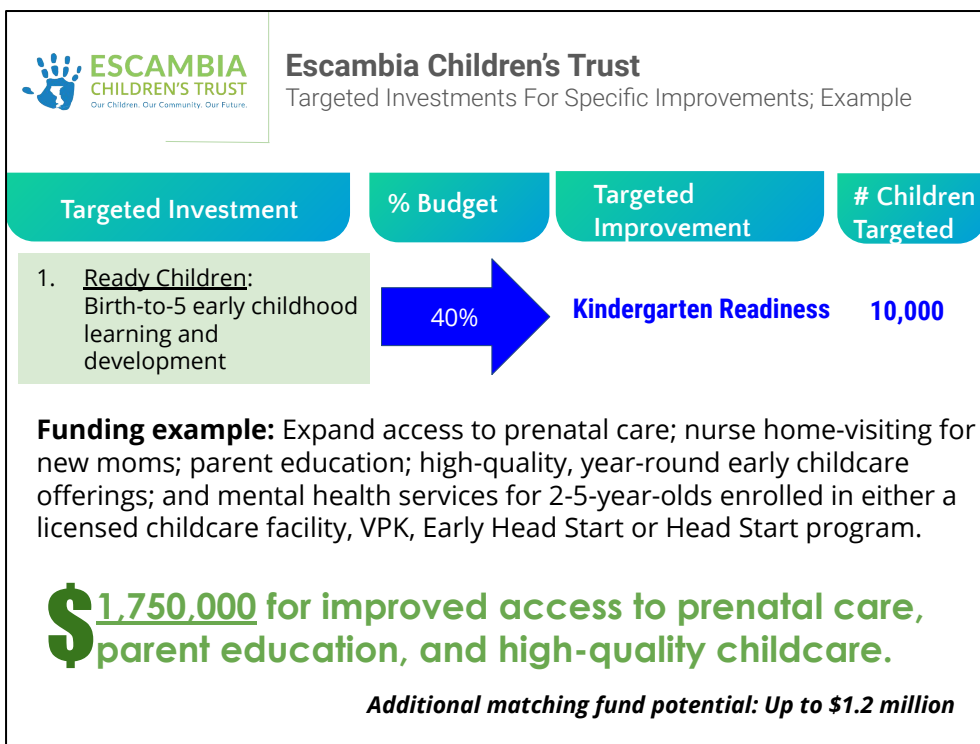 ESCAMBIA
CHILDREN'S TRUST
Our Children. Our Community. Our Future.
Escambia Children's Trust
Targeted Investments For Specific Improvements; Example
Targeted Investment
% Budget
Targeted
Improvement
# Children
Targeted
1. Ready Children:
Birth-to-5 early childhood
learning and
development
40%
Kindergarten Readiness
10,000
Funding example: Expand access to prenatal care; nurse home-visiting for
new moms; parent education; high-quality, year-round early childcare
offerings; and mental health services for 2-5-year-olds enrolled in either a
licensed childcare facility, VPK, Early Head Start or Head Start program.
$1,750,000 for improved access to prenatal care,
parent education, and high-quality childcare.
Additional matching fund potential: Up to $1.2 million